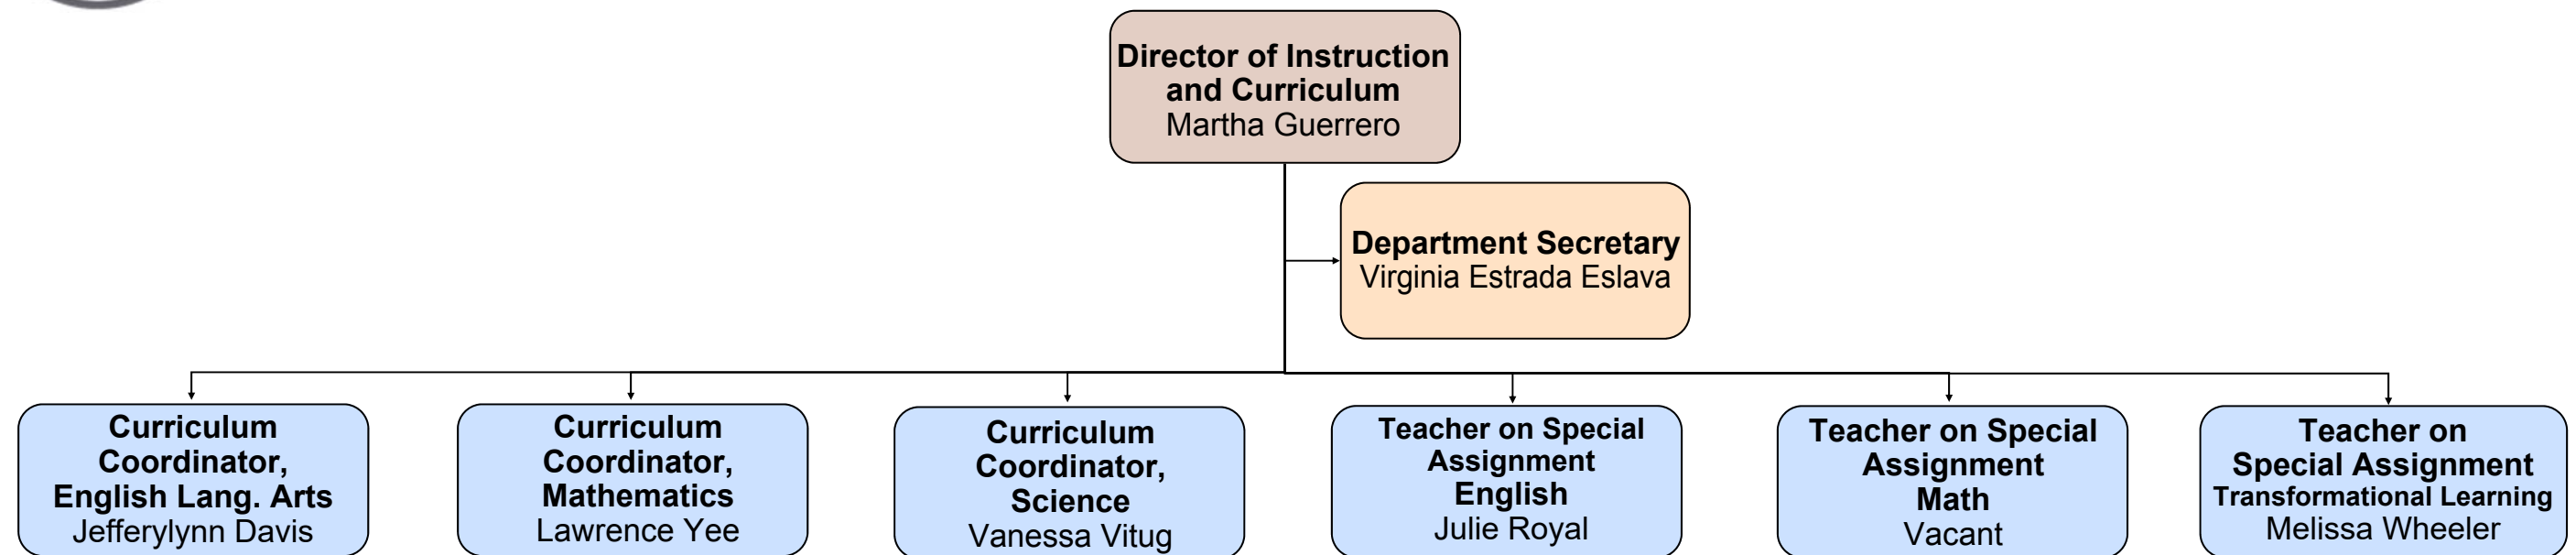 Director of Instruction
and Curriculum
Martha Guerrero
Department Secretary
Virginia Estrada Eslava
Curriculum
Coordinator,
English Lang. Arts
Jefferylynn Davis
Curriculum
Coordinator,
Mathematics
Lawrence Yee
Curriculum
Coordinator,
Science
Vanessa Vitug
Teacher on Special
Assignment
English
Julie Royal
Teacher on Special
Assignment
Math
Vacant
Teacher on
Special Assignment
Transformational Learning
Melissa Wheeler